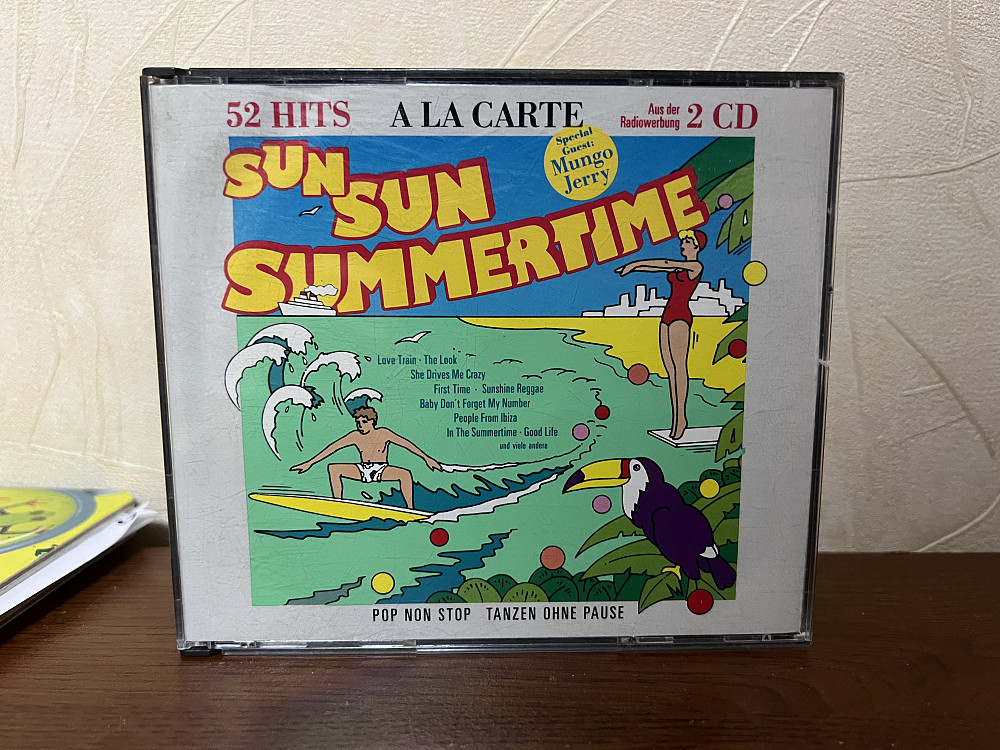 52 HITS A LA CARTE Aus der Radiowerbung 2 CD
Special
Guest:
Mungo
Jerry
SUN
SUN
SUMMERTIME
Love Train · The Look
She Drives Me Crazy
First Time · Sunshine Reggae
Baby Don't Forget My Number
People From Ibiza
In The Summertime · Good Life
und viele andere
POP NON STOP TANZEN OHNE PAUSE